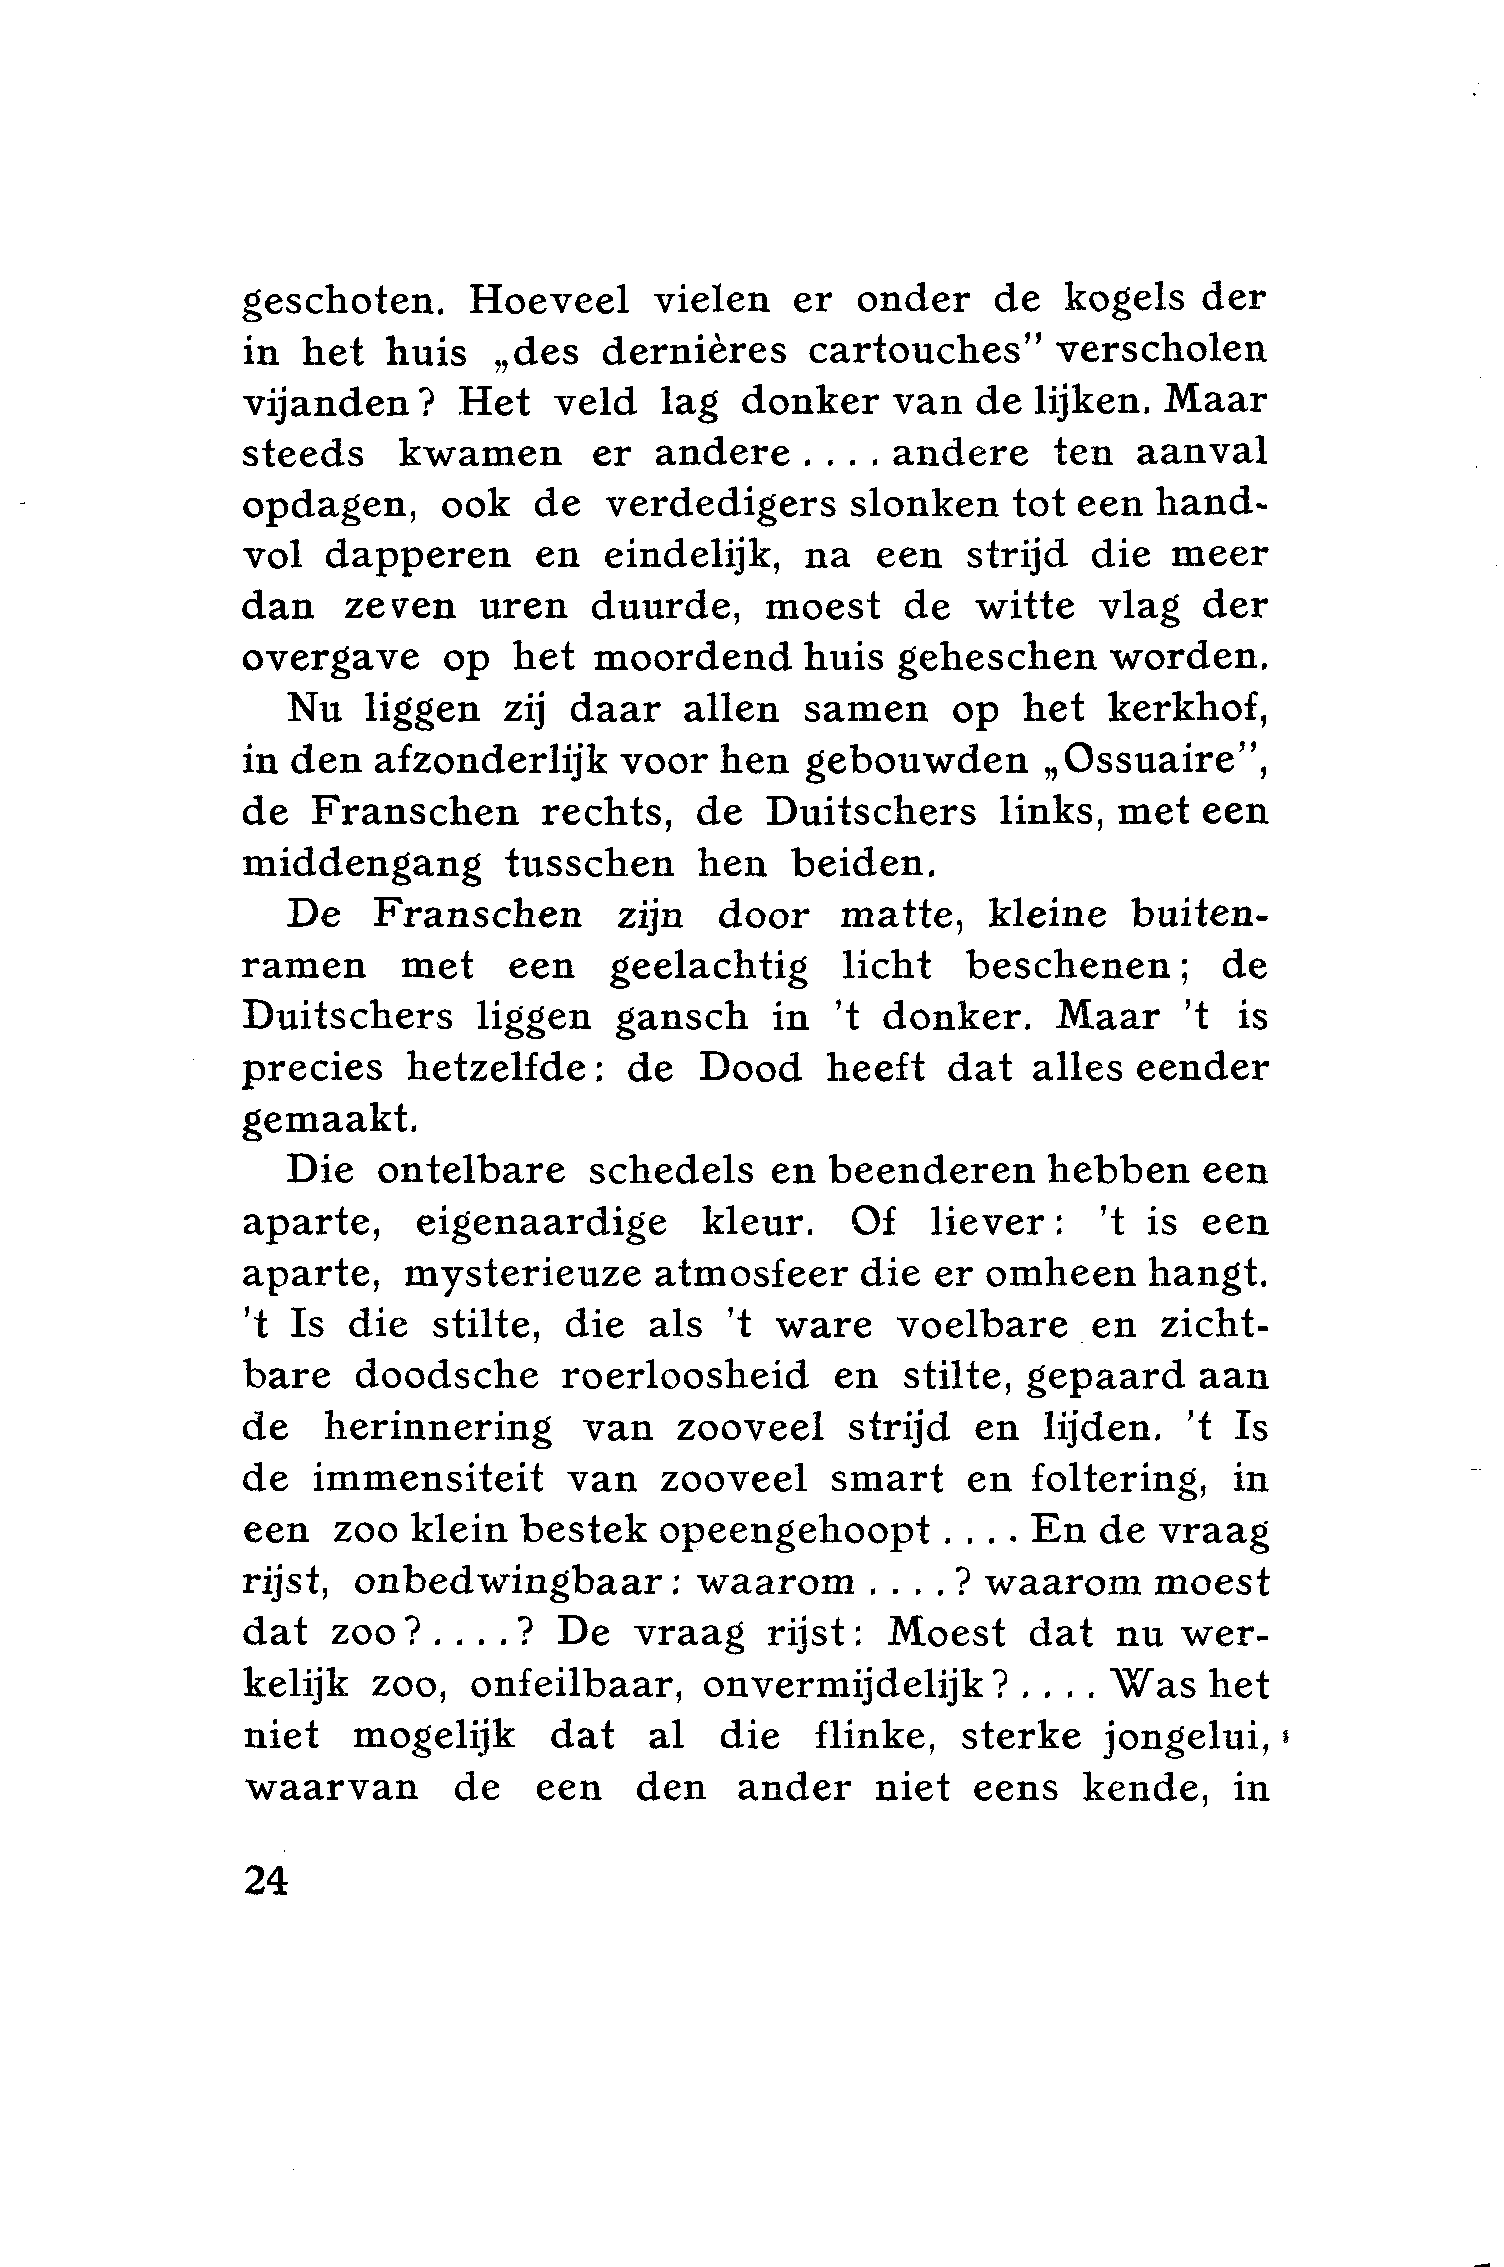 geschoten. Hoeveel vielen er onder de kogels der
in het huis „des dernières cartouches” verscholen
vijanden? Het veld lag donker van de lijken. Maar
steeds kwamen er andere .... andere ten aanval
opdagen, ook de verdedigers slonken tot een hand-
vol dapperen en eindelijk, na een strijd die meer
dan zeven uren duurde, moest de witte vlag der
overgave op het moordend huis geheschen worden.
Nu liggen zij daar allen samen op het kerkhof,
in den afzonderlijk voor hen gebouwden „Ossuaire”,
de Franschen rechts, de Duitschers links, met een
middengang tusschen hen beiden.
De Franschen zijn door matte, kleine buiten-
ramen met een geelachtig licht beschenen; de
Duitschers liggen gansch in 't donker. Maar 't is
precies hetzelfde: de Dood heeft dat alles eender
gemaakt.
Die ontelbare schedels en beenderen hebben een
aparte, eigenaardige kleur. Of liever: 't is een
aparte, mysterieuze atmosfeer die er omheen hangt.
't Is die stilte, die als 't ware voelbare en zicht-
bare doodsche roerloosheid en stilte, gepaard aan
de herinnering van zooveel strijd en lijden. 't Is
de immensiteit van zooveel smart en foltering, in
een zoo klein bestek opeengehoopt .... En de vraag
rijst, onbedwingbaar: waarom ....? waarom moest
dat zoo?....? De vraag rijst: Moest dat nu wer-
kelijk zoo, onfeilbaar, onvermijdelijk?.... Was het
niet mogelijk dat al die flinke, sterke jongelui,
waarvan de een den ander niet eens kende, in
24